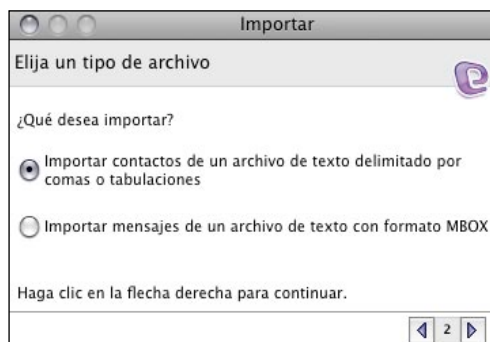 Importar
Elija un tipo de archivo
¿Qué desea importar?
Importar contactos de un archivo de texto delimitado por
comas o tabulaciones
Importar mensajes de un archivo de texto con formato MBOX
Haga clic en la flecha derecha para continuar.
2